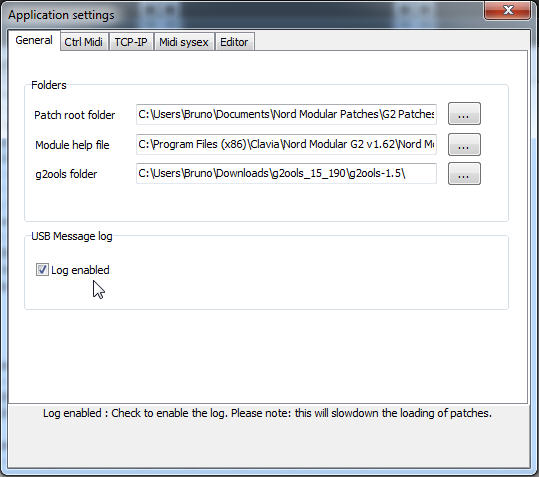 Application settings
General Ctrl Midi TCP-IP Midi sysex Editor
Folders
Patch root folder C:\Users\Bruno\Documents\Nord Modular Patches\G2 Patches ...
Module help file C:\Program Files (x86)\Clavia\Nord Modular G2 v1.62\Nord Mo ...
g2ools folder C:\Users\Bruno\Downloads\g2ools_15_190\g2ools-1.5\ ...
USB Message log
Log enabled
Log enabled : Check to enable the log. Please note: this will slowdown the loading of patches.